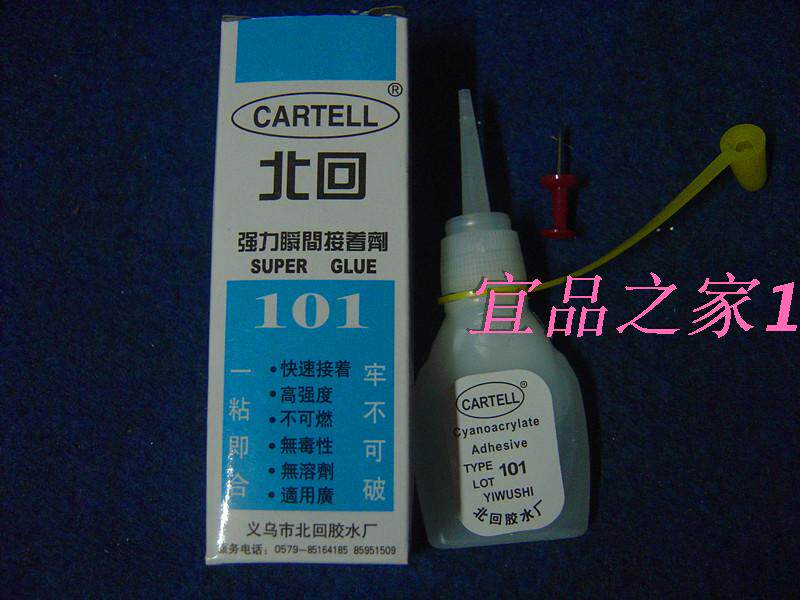 CARTELL®
北回
强力瞬間接着劑
SUPER GLUE
101
一粘即合
·快速接着
·高强度
·不可燃
·無毒性
·無溶劑
·適用廣
牢不可破
义乌市北回胶水厂
服务电话：0579-85164185 85951509
宜品之家1
CARTELL®
Cyanoacrylate
Adhesive
TYPE 101
LOT
YIWUSHI
北回胶水厂